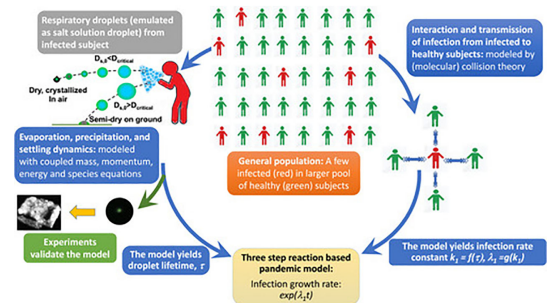 Respiratory droplets (emulated
as salt solution droplet) from
infected subject
Ds,0<Dcritical
Dry, crystallized
In air
Ds,0>Dcritical
Semi-dry on ground
Evaporation, precipitation, and
settling dynamics: modeled
with coupled mass, momentum,
energy and species equations
Experiments
validate the model
The model yields
droplet lifetime, τ
General population: A few
infected (red) in larger pool
of healthy (green) subjects
Three step reaction based
pandemic model:
Infection growth rate:
exp(λ1t)
Interaction and transmission
of infection from infected to
healthy subjects: modeled by
(molecular) collision theory
The model yields infection rate
constant k1 = f(τ), λ1 =g(k1)